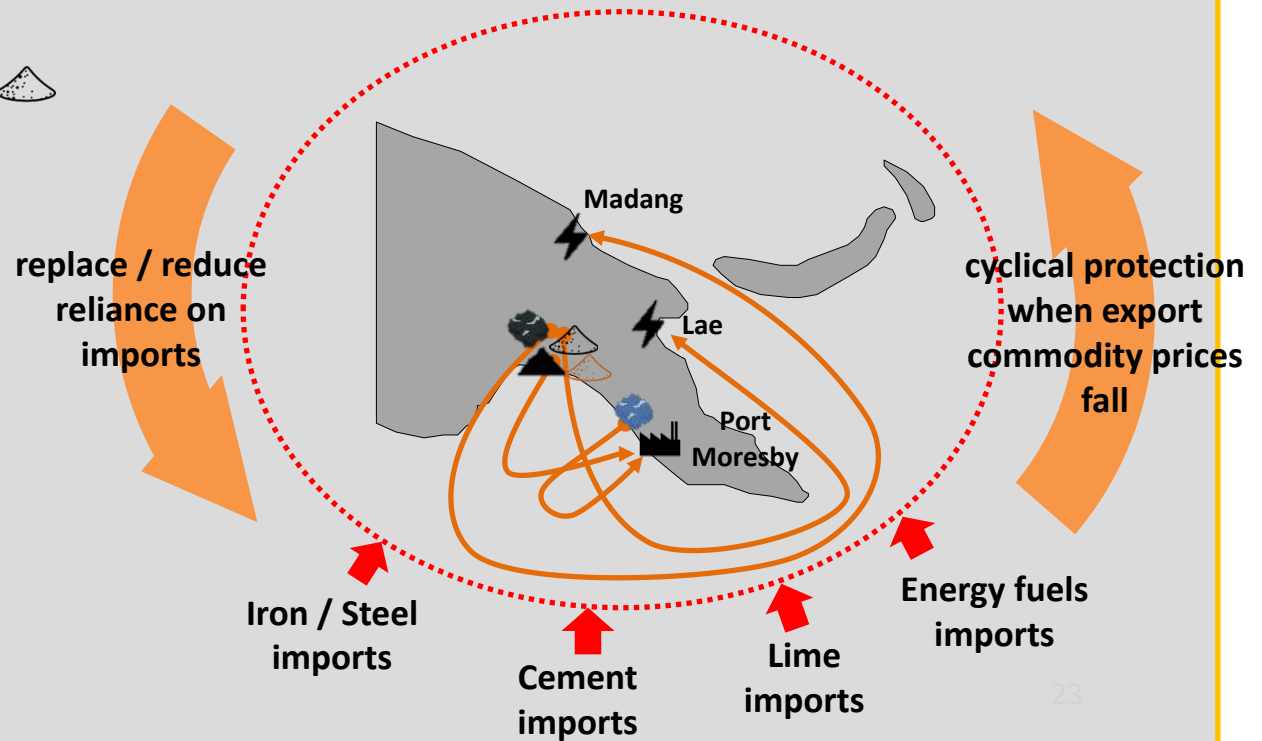 Madang
replace / reduce
reliance on
imports
cyclical protection
when export
commodity prices
fall
Lae
Port
Moresby
Iron / Steel
imports
Cement
imports
Lime
imports
Energy fuels
imports
23